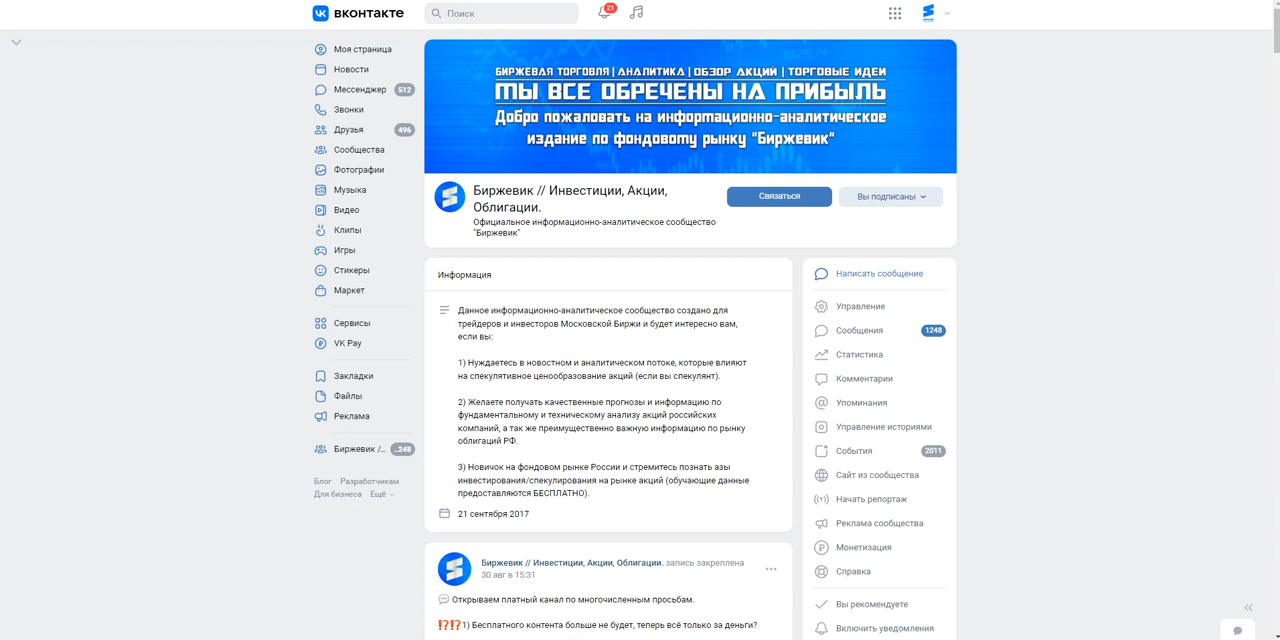 вконтакте
Поиск
21
Моя страница
Новости
Мессенджер 512
Звонки
Друзья 496
Сообщества
Фотографии
Музыка
Видео
Клипы
Игры
Стикеры
Маркет
Сервисы
VK Pay
Закладки
Файлы
Реклама
Биржевик /... ..248
Блог Разработчикам
Для бизнеса Ещё
БИРЖЕВАЯ ТОРГОВЛЯ | АНАЛИТИКА | ОБЗОР АКЦИЙ | ТОРГОВЫЕ ИДЕИ
МЫ ВСЕ ОБРЕЧЕНЫ НА ПРИБЫЛЬ
Добро пожаловать на информационно-аналитическое
издание по фондовому рынку "Биржевик"
Биржевик // Инвестиции, Акции,
Облигации.
Официальное информационно-аналитическое сообщество
"Биржевик"
Связаться
Вы подписаны
Информация
Данное информационно-аналитическое сообщество создано для
трейдеров и инвесторов Московской Биржи и будет интересно вам,
если вы:
1) Нуждаетесь в новостном и аналитическом потоке, которые влияют
на спекулятивное ценообразование акций (если вы спекулянт).
2) Желаете получать качественные прогнозы и информацию по
фундаментальному и техническому анализу акций российских
компаний, а так же преимущественно важную информацию по рынку
облигаций РФ.
3) Новичок на фондовом рынке России и стремитесь познать азы
инвестирования/спекулирования на рынке акций (обучающие данные
предоставляются БЕСПЛАТНО).
21 сентября 2017
Биржевик // Инвестиции, Акции, Облигации. запись закреплена
30 авг в 15:31
💬 Открываем платный канал по многочисленным просьбам.
⁉️⁉️1) Бесплатного контента больше не будет, теперь всё только за деньги?
Написать сообщение
Управление
Сообщения 1248
Статистика
Комментарии
Упоминания
Управление историями
События 2011
Сайт из сообщества
Начать репортаж
Реклама сообщества
Монетизация
Справка
Вы рекомендуете
Включить уведомления